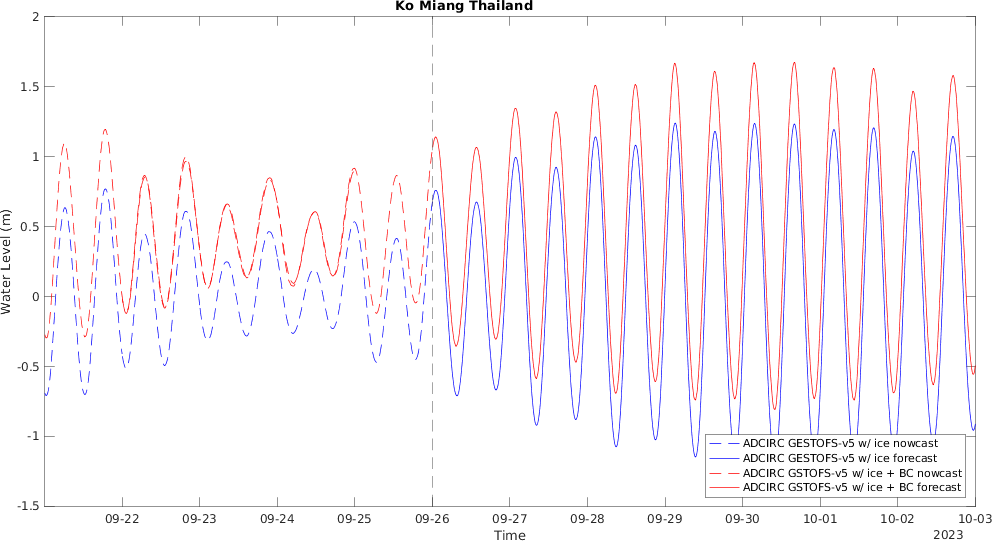 Ko Miang Thailand
2
1.5
1
0.5
0
-0.5
-1
-1.5
Water Level (m)
ADCIRC GESTOFS-v5 w/ ice nowcast
ADCIRC GESTOFS-v5 w/ ice forecast
ADCIRC GSTOFS-v5 w/ ice + BC nowcast
ADCIRC GSTOFS-v5 w/ ice + BC forecast
09-22 09-23 09-24 09-25 09-26 09-27 09-28 09-29 09-30 10-01 10-02 10-03
Time
2023